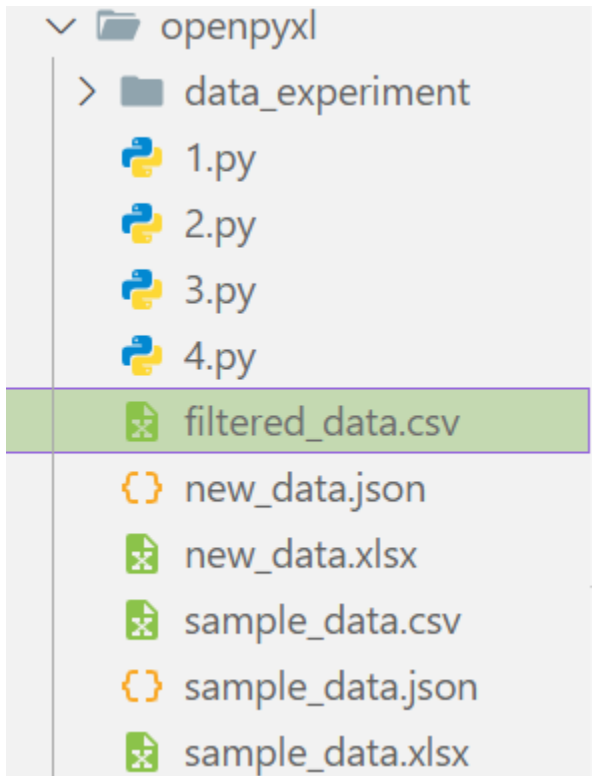 openpyxl
data_experiment
1.py
2.py
3.py
4.py
filtered_data.csv
new_data.json
new_data.xlsx
sample_data.csv
sample_data.json
sample_data.xlsx